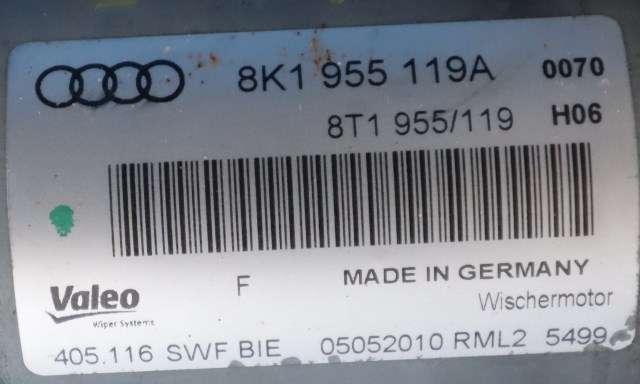 8K1 955 119A 0070
8T1 955/119 H06
F MADE IN GERMANY
Valeo Wischermotor
Wiper Systems
405.116 SWF BIE 05052010 RML2 5499